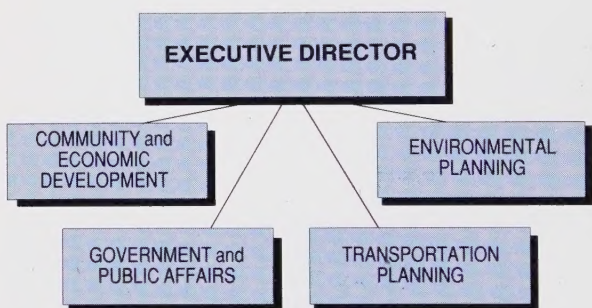 EXECUTIVE DIRECTOR
COMMUNITY and
ECONOMIC
DEVELOPMENT
ENVIRONMENTAL
PLANNING
GOVERNMENT and
PUBLIC AFFAIRS
TRANSPORTATION
PLANNING